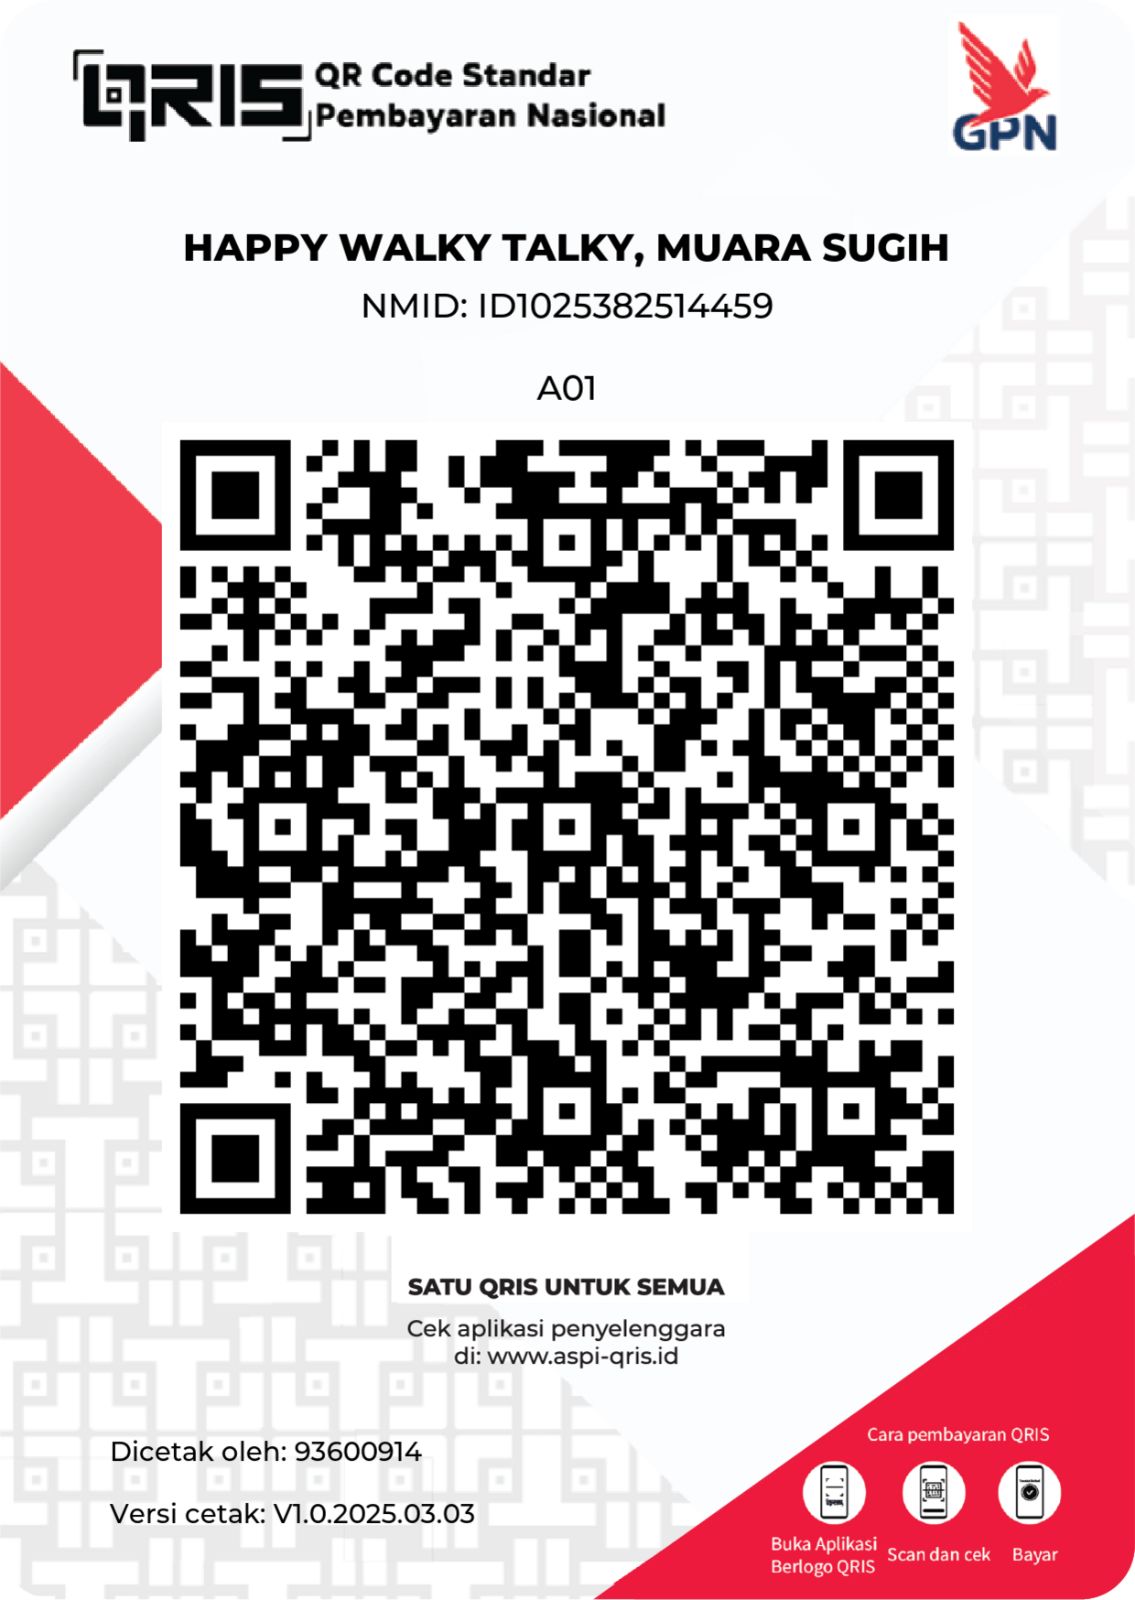 QRIS
QR Code Standar
Pembayaran Nasional
GPN
HAPPY WALKY TALKY, MUARA SUGIH
NMID: ID1025382514459
A01
SATU QRIS UNTUK SEMUA
Cek aplikasi penyelenggara
di: www.aspi-qris.id
Dicetak oleh: 93600914
Versi cetak: V1.0.2025.03.03
Cara pembayaran QRIS
Buka Aplikasi
Berlogo QRIS
Scan dan cek
Bayar